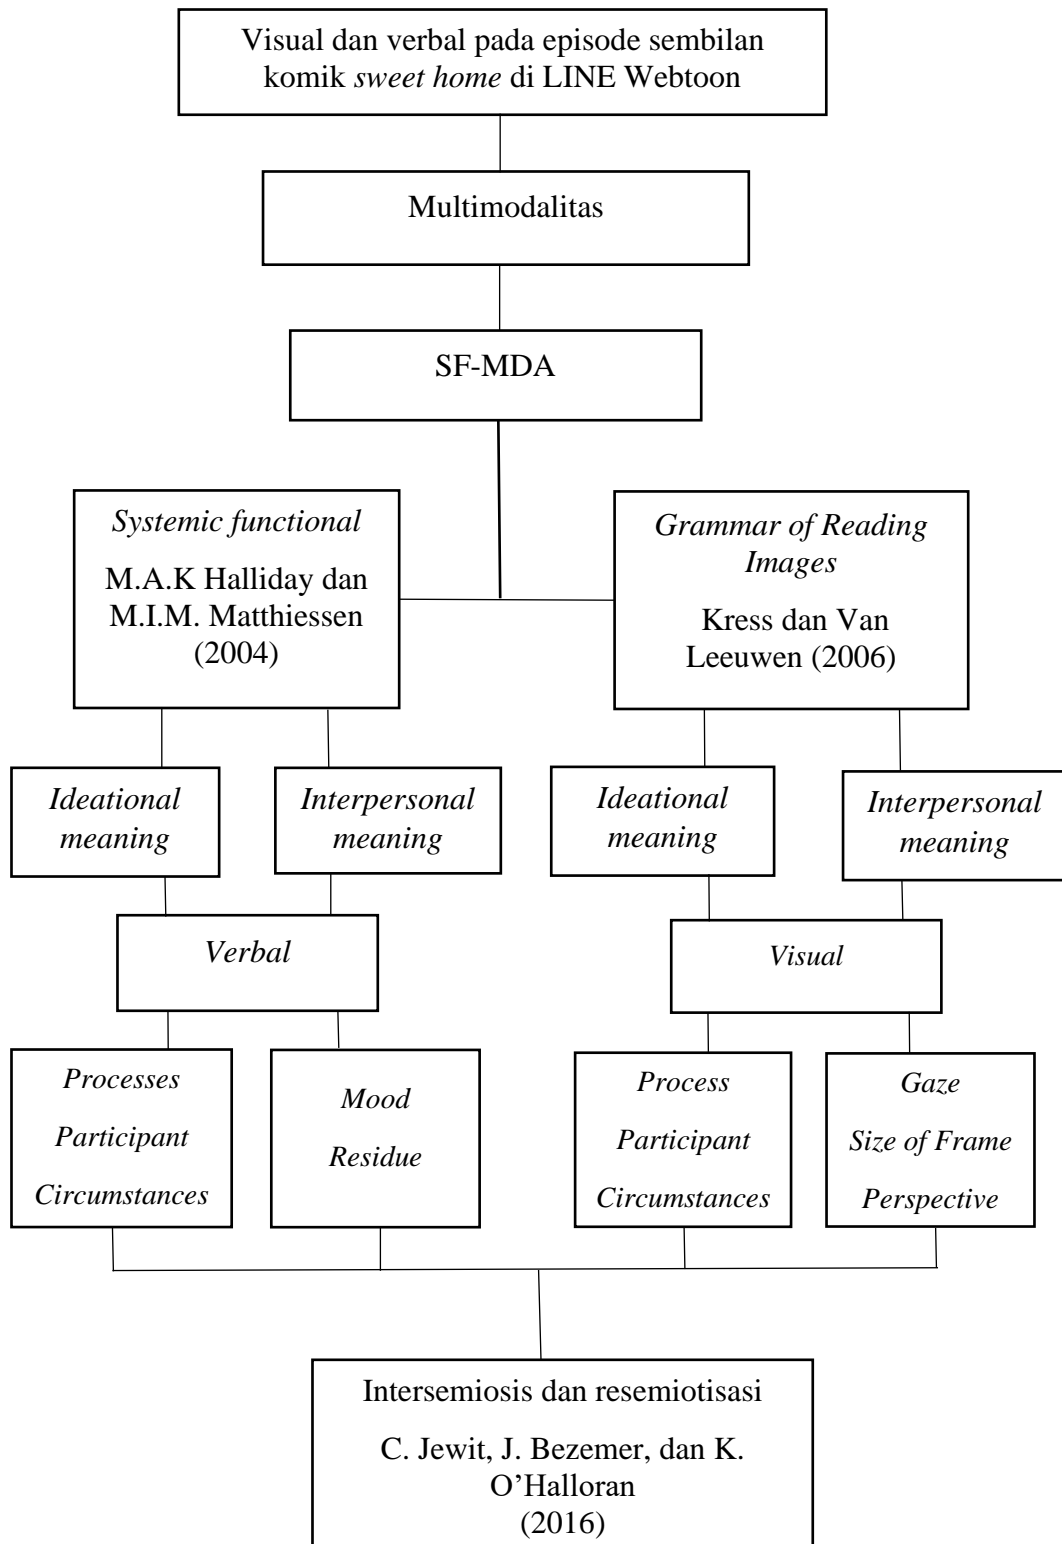 Visual dan verbal pada episode sembilan
komik sweet home di LINE Webtoon
Multimodalitas
SF-MDA
Systemic functional
M.A.K Halliday dan
M.I.M. Matthiessen
(2004)
Grammar of Reading
Images
Kress dan Van
Leeuwen (2006)
Ideational
meaning
Interpersonal
meaning
Ideational
meaning
Interpersonal
meaning
Verbal
Visual
Processes
Participant
Circumstances
Mood
Residue
Process
Participant
Circumstances
Gaze
Size of Frame
Perspective
Intersemiosis dan resemiotisasi
C. Jewit, J. Bezemer, dan K.
O’Halloran
(2016)